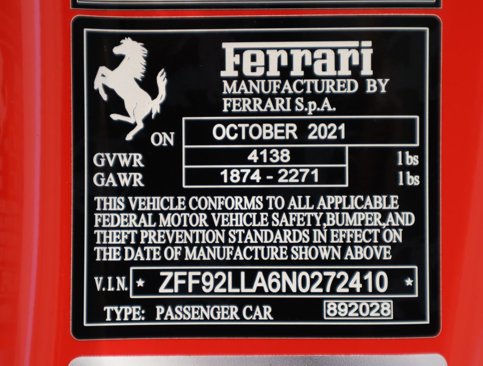 Ferrari
MANUFACTURED BY
FERRARI S.p.A.
ON OCTOBER 2021
GVWR 4138 lbs
GAWR 1874 - 2271 lbs
THIS VEHICLE CONFORMS TO ALL APPLICABLE
FEDERAL MOTOR VEHICLE SAFETY,BUMPER,AND
THEFT PREVENTION STANDARDS IN EFFECT ON
THE DATE OF MANUFACTURE SHOWN ABOVE
V.I.N. * ZFF92LLA6N0272410 *
TYPE: PASSENGER CAR 892028